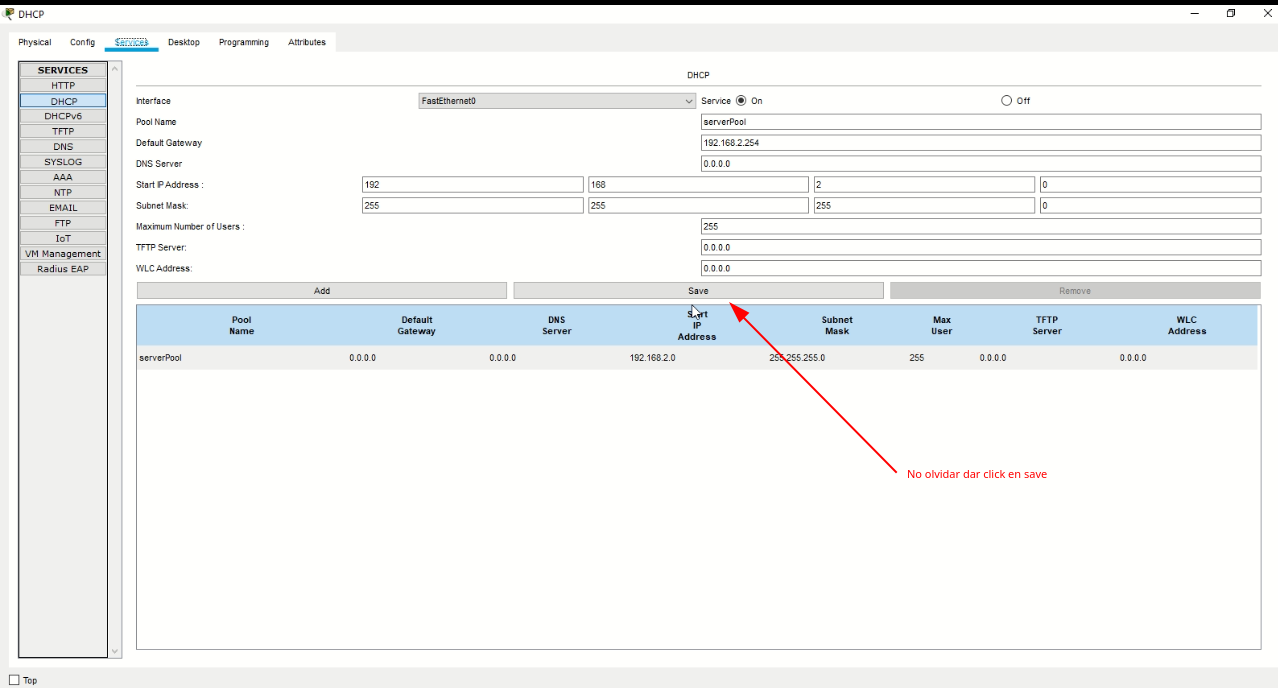 DHCP
Physical Config Services Desktop Programming Attributes
SERVICES
HTTP
DHCP
DHCPv6
TFTP
DNS
SYSLOG
AAA
NTP
EMAIL
FTP
IoT
VM Management
Radius EAP
DHCP
Interface FastEthernet0 Service On Off
Pool Name serverPool
Default Gateway 192.168.2.254
DNS Server 0.0.0.0
Start IP Address : 192 168 2 0
Subnet Mask: 255 255 255 0
Maximum Number of Users : 255
TFTP Server: 0.0.0.0
WLC Address: 0.0.0.0
Add Save Remove
Pool Name Default Gateway DNS Server Start IP Address Subnet Mask Max User TFTP Server WLC Address
serverPool 0.0.0.0 0.0.0.0 192.168.2.0 255.255.255.0 255 0.0.0.0 0.0.0.0
No olvidar dar click en save
Top